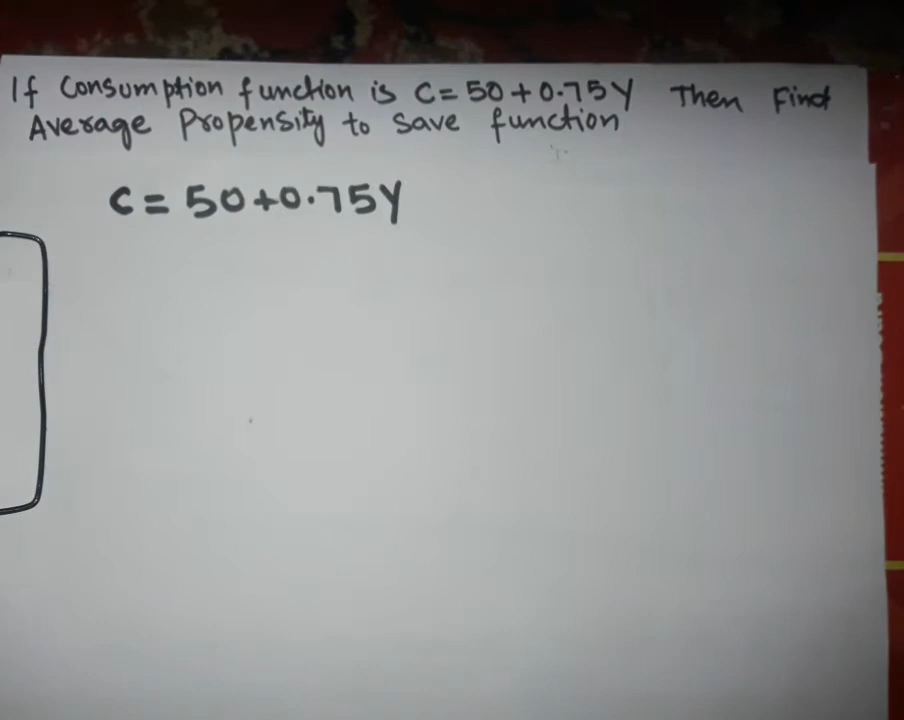 If Consumption function is C = 50 + 0.75Y Then Find
Average Propensity to Save function
C = 50+0.75Y